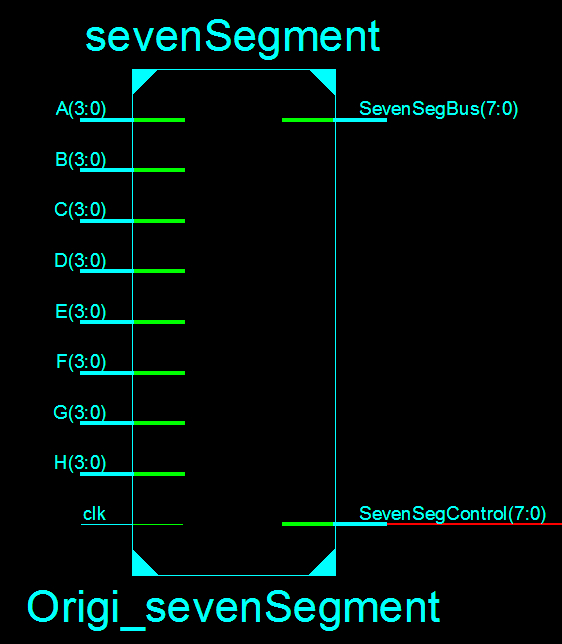 sevenSegment
A(3:0)
SevenSegBus(7:0)
B(3:0)
C(3:0)
D(3:0)
E(3:0)
F(3:0)
G(3:0)
H(3:0)
clk
SevenSegControl(7:0)
Origi_sevenSegment